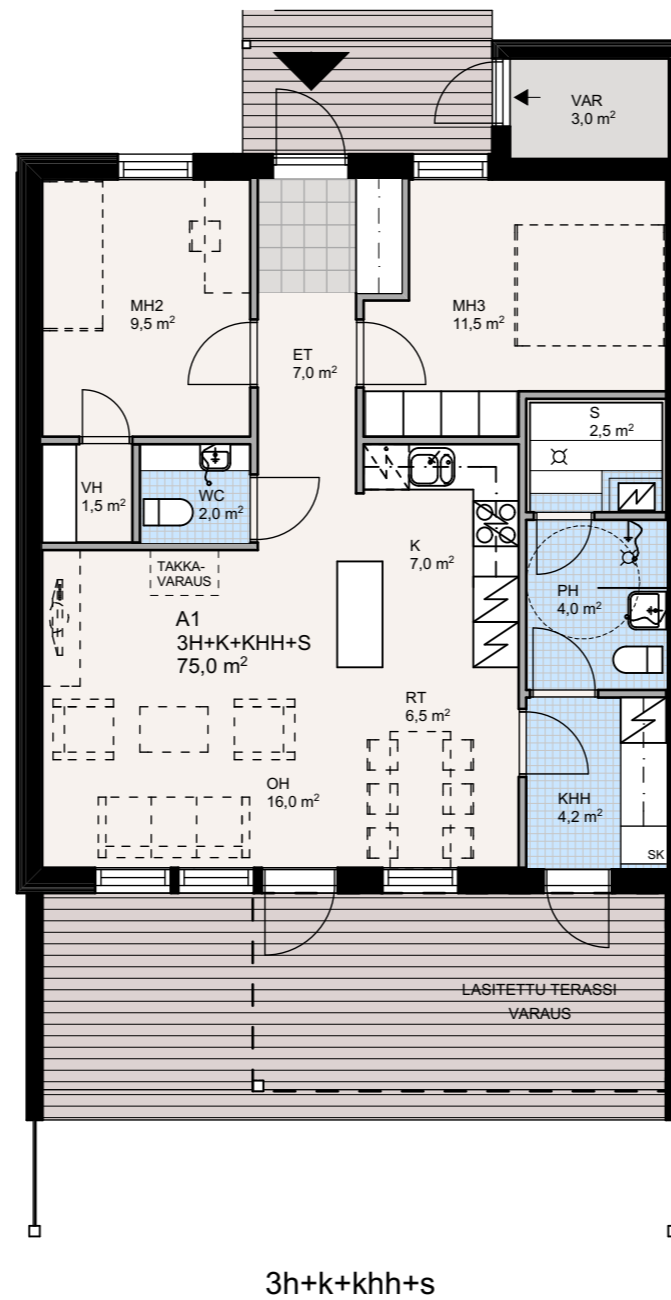 VAR
3,0 m²
MH2
9,5 m²
MH3
11,5 m²
ET
7,0 m²
S
2,5 m²
VH
1,5 m²
WC
2,0 m²
K
7,0 m²
TAKKA-
VARAUS
PH
4,0 m²
A1
3H+K+KHH+S
75,0 m²
RT
6,5 m²
OH
16,0 m²
KHH
4,2 m²
SK
LASITETTU TERASSI
VARAUS
3h+k+khh+s